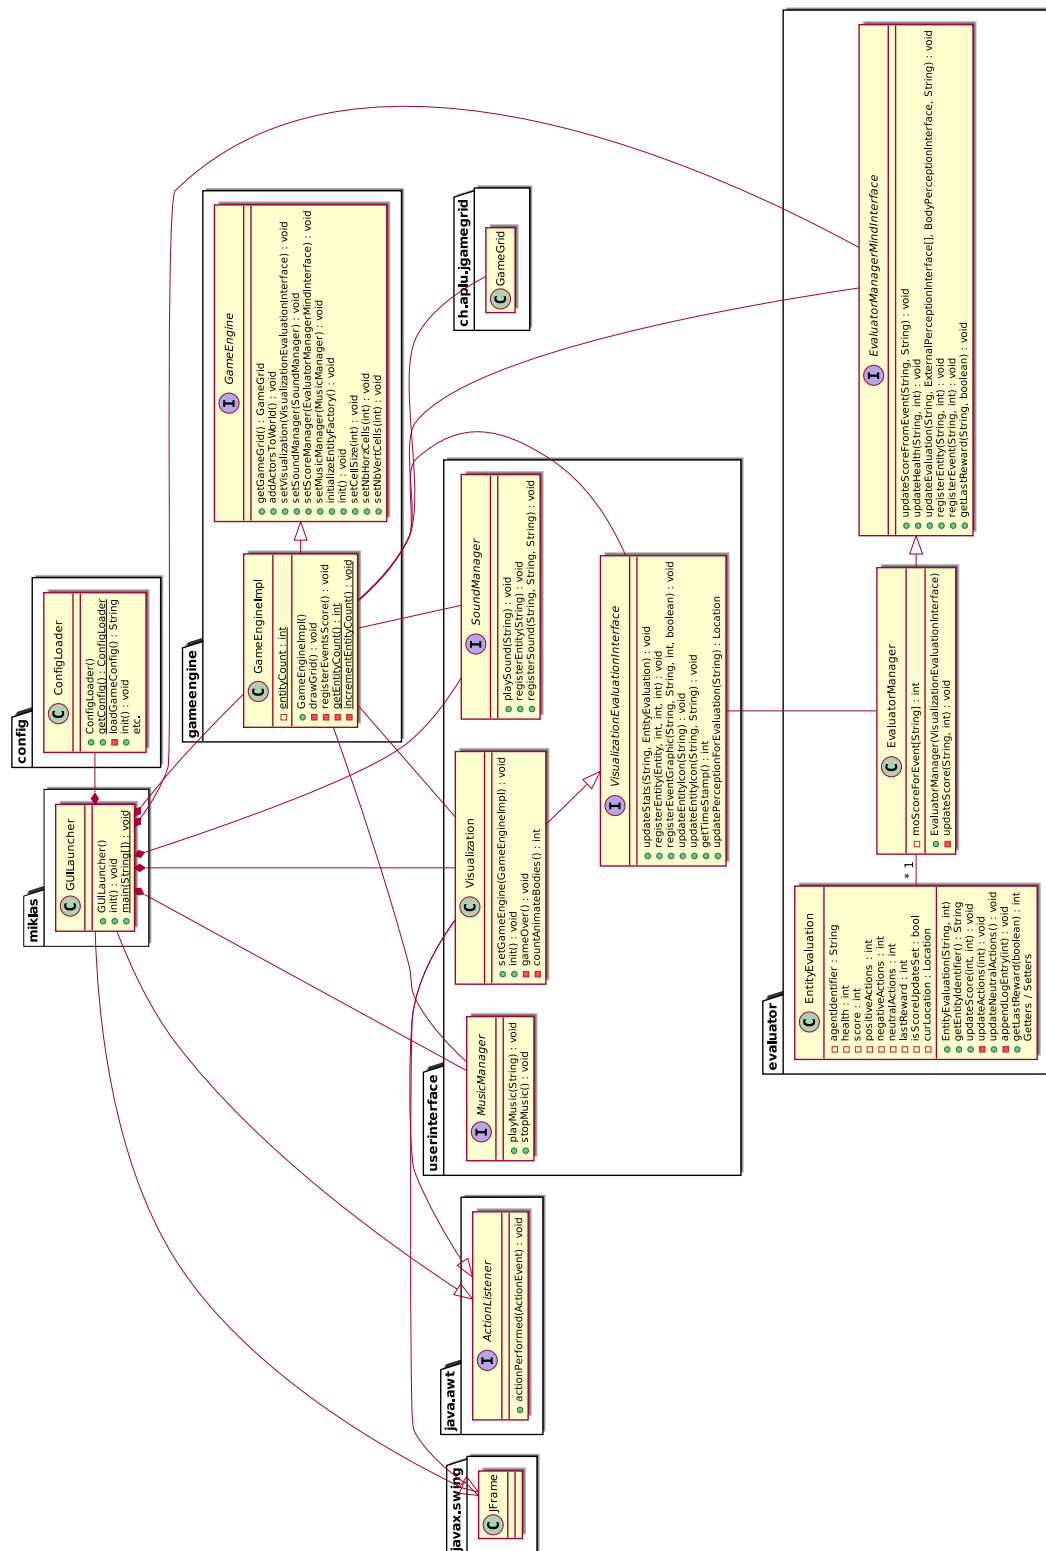 config
C ConfigLoader
ConfigLoader()
getConfig() : ConfigLoader
loadGameConfig() : String
init() : void
etc.
miklas
C GUILauncher
GUILauncher()
init() : void
main(String[]) : void
gameengine
I GameEngine
getGameGrid() : GameGrid
addActorsToWorld() : void
setVisualization(VisualizationEvaluationInterface) : void
setSoundManager(SoundManager) : void
setScoreManager(EvaluatorManagerMindInterface) : void
setMusicManager(MusicManager) : void
initializeEntityFactory() : void
init() : void
setCellSize(int) : void
setNbHorzCells(int) : void
setNbVertCells(int) : void
C GameEngineImpl
entityCount : int
GameEngineImpl()
drawGrid() : void
registerEventsScore() : void
getEntityCount() : int
incrementEntityCount() : void
ch.aplu.jgamegrid
C GameGrid
userinterface
I SoundManager
playSound(String) : void
registerEntity(String) : void
registerSound(String, String, String) : void
C Visualization
setGameEngine(GameEngineImpl) : void
init() : void
gameOver() : void
countAnimateBodies() : int
I MusicManager
playMusic(String) : void
stopMusic() : void
I VisualizationEvaluationInterface
updateStats(String, EntityEvaluation) : void
registerEntity(Entity, int, int, int) : void
registerEventGraphic(String, String, int, boolean) : void
updateEntityIcon(String) : void
updateEntityIcon(String, String) : void
getTimeStamp() : int
updatePerceptionForEvaluation(String) : Location
java.awt
I ActionListener
actionPerformed(ActionEvent) : void
javax.swing
C JFrame
evaluator
I EvaluatorManagerMindInterface
updateScoreFromEvent(String, String) : void
updateHealth(String, int) : void
updateEvaluation(String, ExternalPerceptionInterface[], BodyPerceptionInterface, String) : void
registerEntity(String, int) : void
registerEvent(String, int) : void
getLastReward(String, boolean) : void
C EvaluatorManager
moScoreForEvent[String] : int
EvaluatorManager(VisualizationEvaluationInterface)
updateScore(String, int) : void
* 1
C EntityEvaluation
agentIdentifier : String
health : int
score : int
positiveActions : int
negativeActions : int
neutralActions : int
lastReward : int
isScoreUpdateSet : bool
curLocation : Location
EntityEvaluation(String, int)
getEntityIdentifier() : String
updateScore(int, int) : void
updateActions(int) : void
updateNeutralActions() : void
appendLogEntry(int) : void
getLastReward(boolean) : int
Getters / Setters